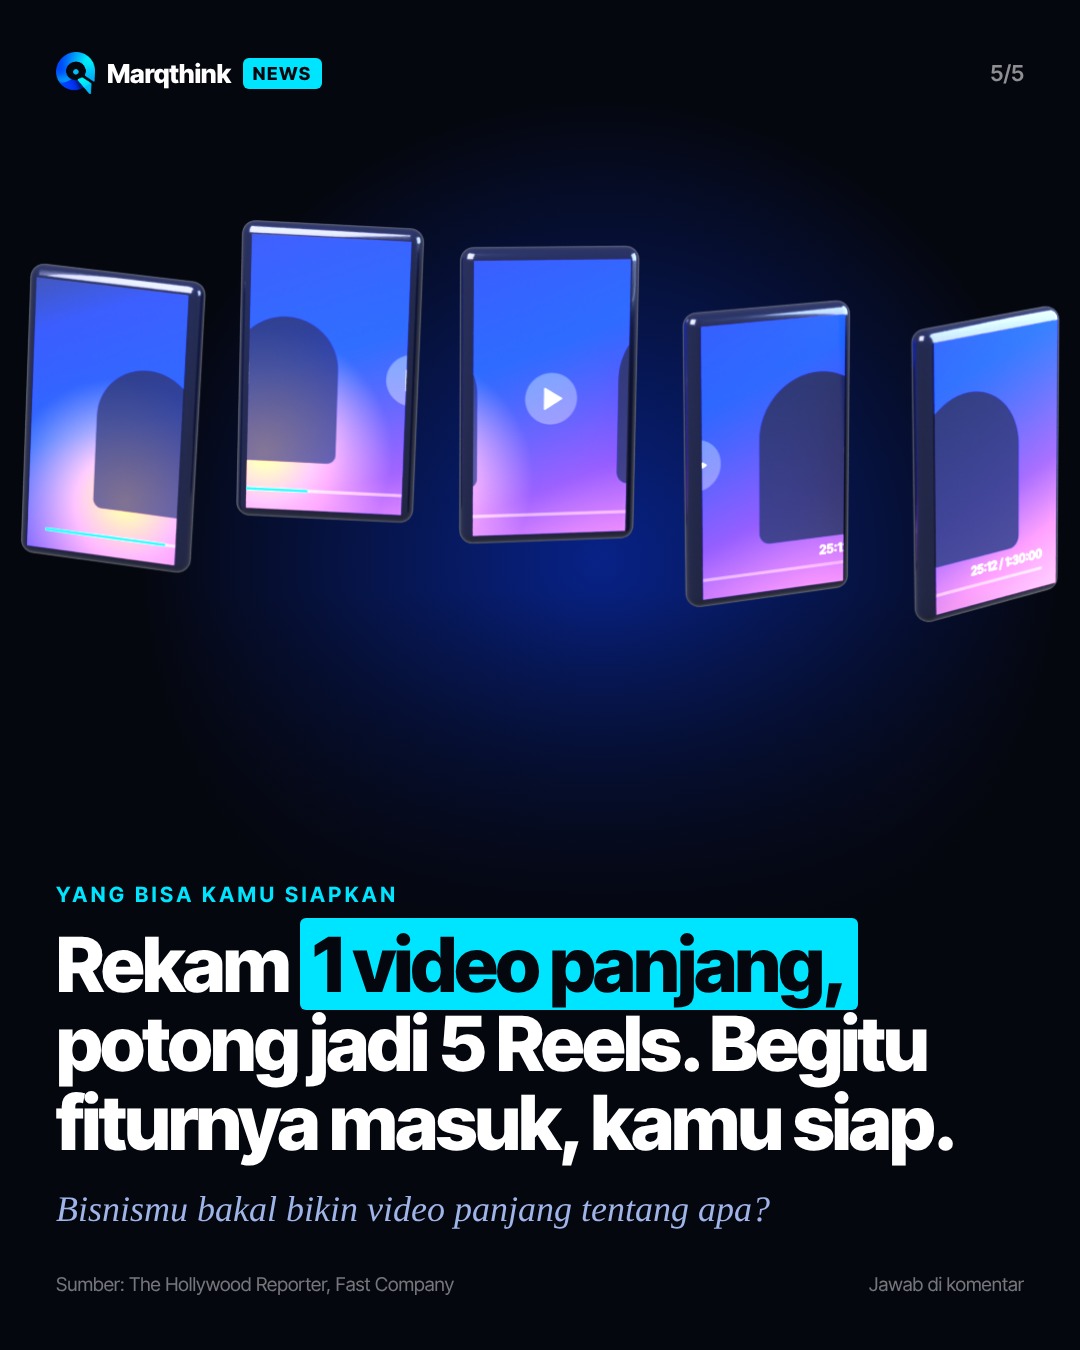 Marqthink NEWS
5/5
25:12 / 1:30:00
YANG BISA KAMU SIAPKAN
Rekam 1 video panjang,
potong jadi 5 Reels. Begitu
fiturnya masuk, kamu siap.
Bisnismu bakal bikin video panjang tentang apa?
Sumber: The Hollywood Reporter, Fast Company
Jawab di komentar